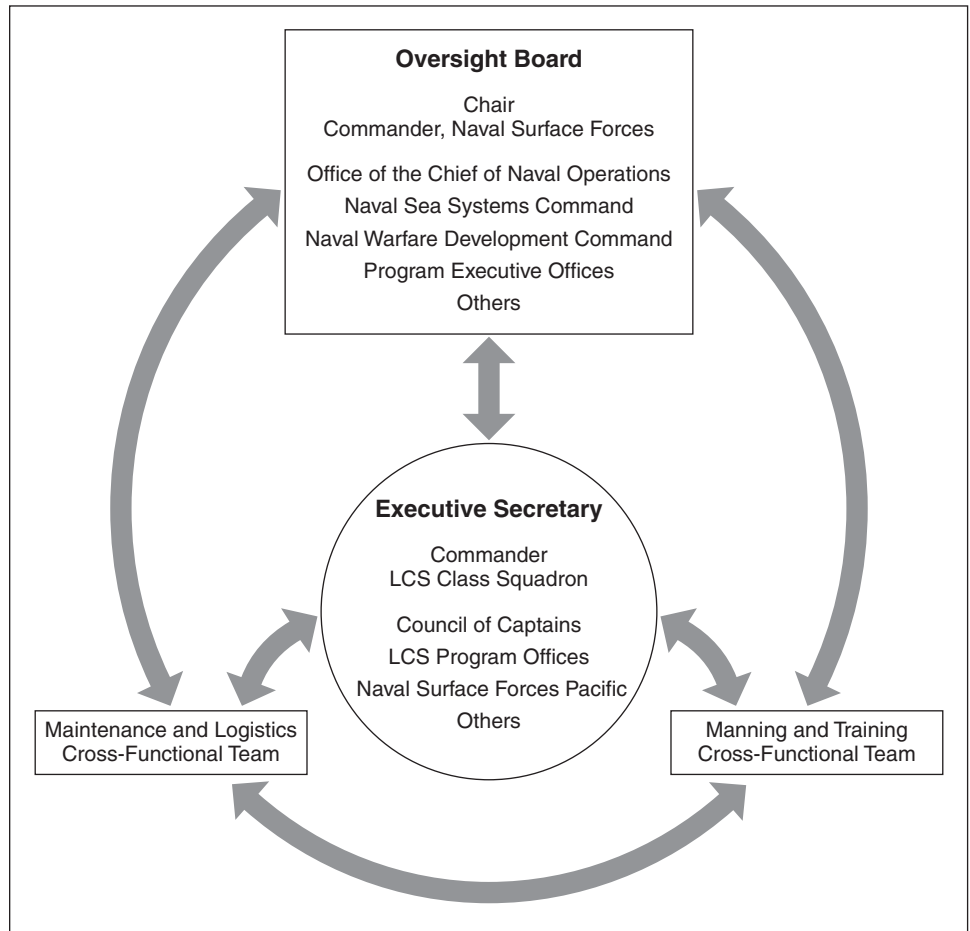 Oversight Board
Chair
Commander, Naval Surface Forces
Office of the Chief of Naval Operations
Naval Sea Systems Command
Naval Warfare Development Command
Program Executive Offices
Others
Executive Secretary
Commander
LCS Class Squadron
Council of Captains
LCS Program Offices
Naval Surface Forces Pacific
Others
Maintenance and Logistics
Cross-Functional Team
Manning and Training
Cross-Functional Team